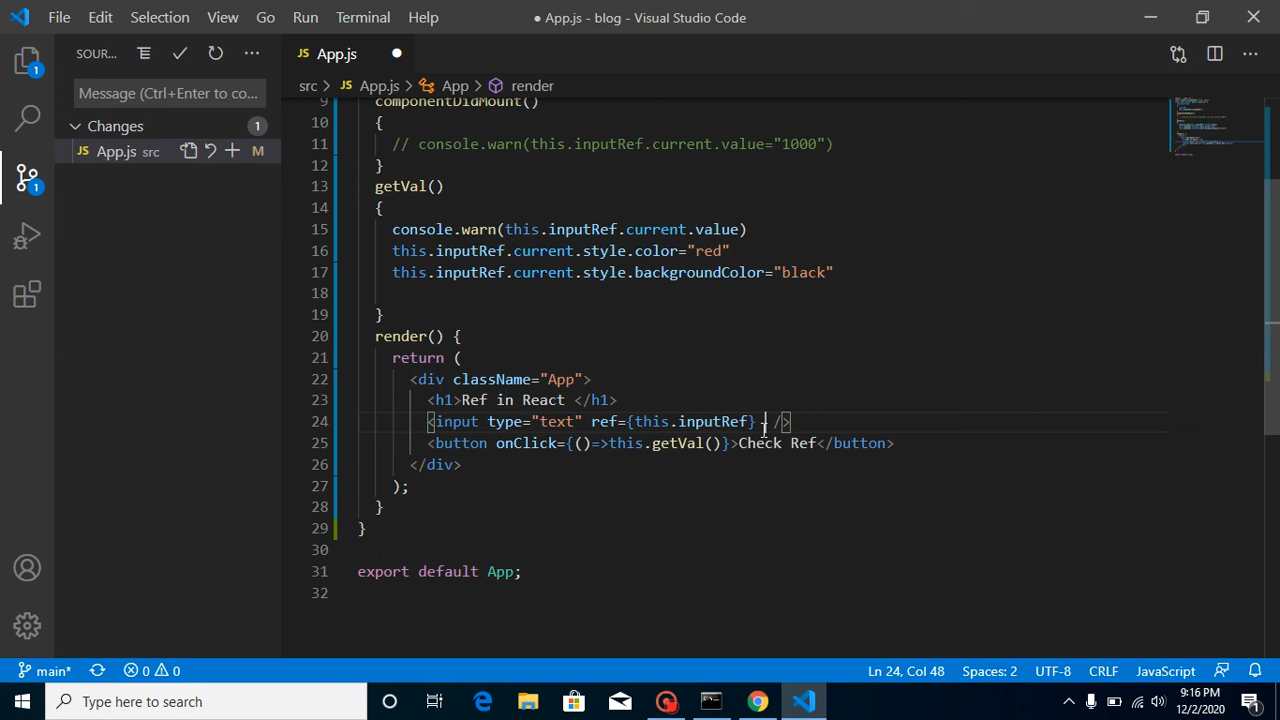 File Edit Selection View Go Run Terminal Help ● App.js - blog - Visual Studio Code
SOUR... ···
JS App.js ●
src > JS App.js > App > render
1
Message (Ctrl+Enter to co...
Changes 1
App.js src M
1
9 componentDidMount()
10 {
11 // console.warn(this.inputRef.current.value="1000")
12 }
13 getVal()
14 {
15 console.warn(this.inputRef.current.value)
16 this.inputRef.current.style.color="red"
17 this.inputRef.current.style.backgroundColor="black"
18
19 }
20 render() {
21 return (
22 <div className="App">
23 <h1>Ref in React </h1>
24 <input type="text" ref={this.inputRef} />
25 <button onClick={()=>this.getVal()}>Check Ref</button>
26 </div>
27 );
28 }
29 }
30
31 export default App;
32
main* 0 0 Ln 24, Col 48 Spaces: 2 UTF-8 CRLF JavaScript
Type here to search
9:16 PM
12/2/2020
1